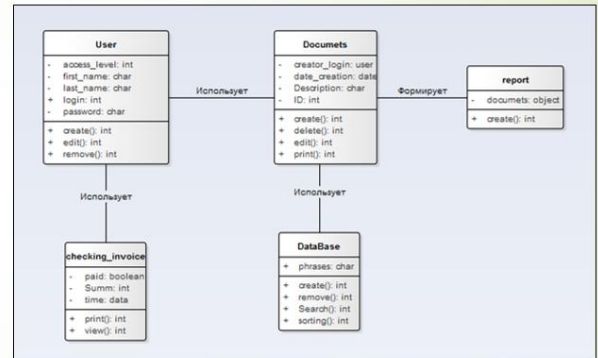 User
- access_level: int
- first_name: char
- last_name: char
+ login: int
- password: char
+ create(): int
+ edit(): int
+ remove(): int
Использует
Documets
- creator_login: user
- date_creation: date
- Description: char
- ID: int
+ create(): int
+ delete(): int
+ edit(): int
+ print(): int
Формирует
report
- documets: object
+ create(): int
Использует
Использует
checking_invoice
- paid: boolean
- Summ: int
- time: data
+ print(): int
+ view(): int
DataBase
+ phrases: char
+ create(): int
+ remove(): int
+ Search(): int
+ sorting(): int